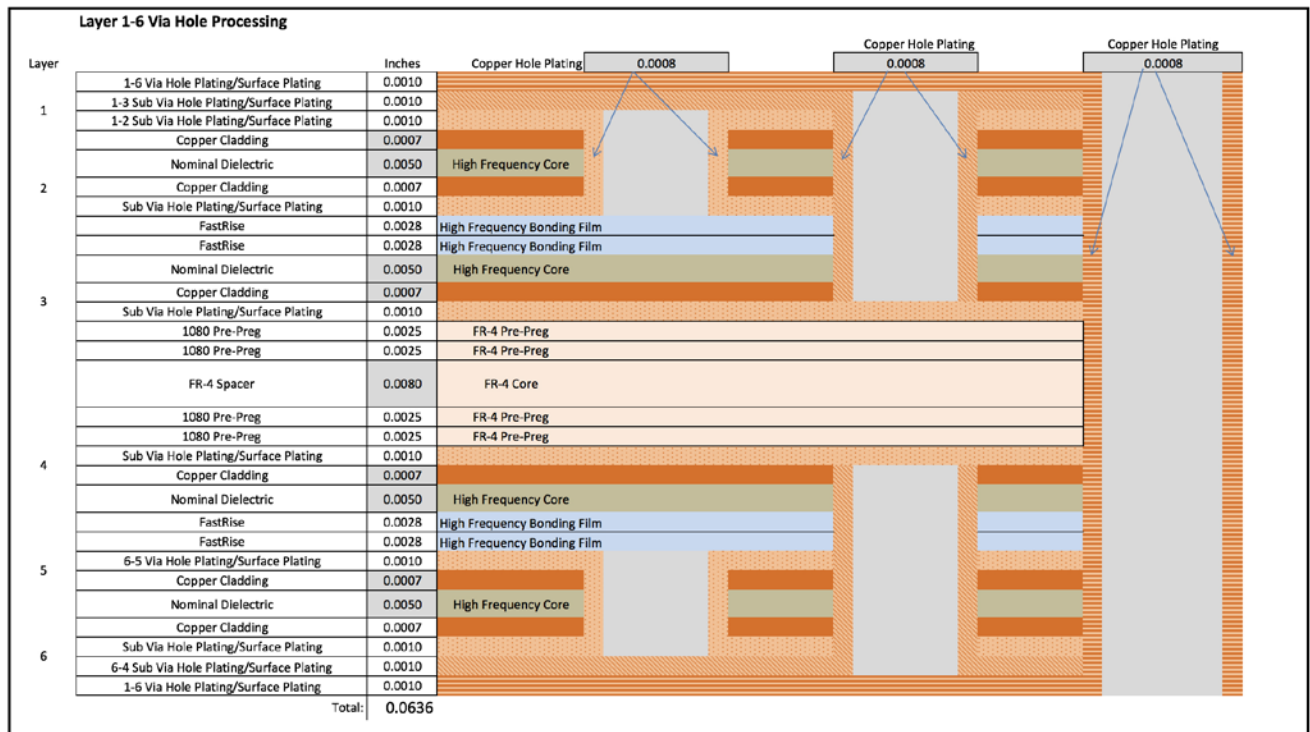 Layer 1-6 Via Hole Processing
Copper Hole Plating Copper Hole Plating
Layer Inches Copper Hole Plating 0.0008 0.0008 0.0008
1-6 Via Hole Plating/Surface Plating 0.0010
1-3 Sub Via Hole Plating/Surface Plating 0.0010
1
1-2 Sub Via Hole Plating/Surface Plating 0.0010
Copper Cladding 0.0007
Nominal Dielectric 0.0050 High Frequency Core
2 Copper Cladding 0.0007
Sub Via Hole Plating/Surface Plating 0.0010
FastRise 0.0028 High Frequency Bonding Film
FastRise 0.0028 High Frequency Bonding Film
Nominal Dielectric 0.0050 High Frequency Core
Copper Cladding 0.0007
3
Sub Via Hole Plating/Surface Plating 0.0010
1080 Pre-Preg 0.0025 FR-4 Pre-Preg
1080 Pre-Preg 0.0025 FR-4 Pre-Preg
FR-4 Spacer 0.0080 FR-4 Core
1080 Pre-Preg 0.0025 FR-4 Pre-Preg
1080 Pre-Preg 0.0025 FR-4 Pre-Preg
Sub Via Hole Plating/Surface Plating 0.0010
4
Copper Cladding 0.0007
Nominal Dielectric 0.0050 High Frequency Core
FastRise 0.0028 High Frequency Bonding Film
FastRise 0.0028 High Frequency Bonding Film
6-5 Via Hole Plating/Surface Plating 0.0010
5
Copper Cladding 0.0007
Nominal Dielectric 0.0050 High Frequency Core
Copper Cladding 0.0007
Sub Via Hole Plating/Surface Plating 0.0010
6
6-4 Sub Via Hole Plating/Surface Plating 0.0010
1-6 Via Hole Plating/Surface Plating 0.0010
Total: 0.0636